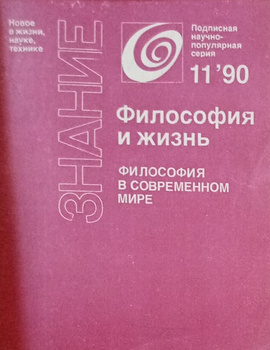 Новое
в жизни,
науке,
технике
ЗНАНИЕ
Подписная
научно-
популярная
серия
11'90
Философия
и жизнь
ФИЛОСОФИЯ
В СОВРЕМЕННОМ
МИРЕ